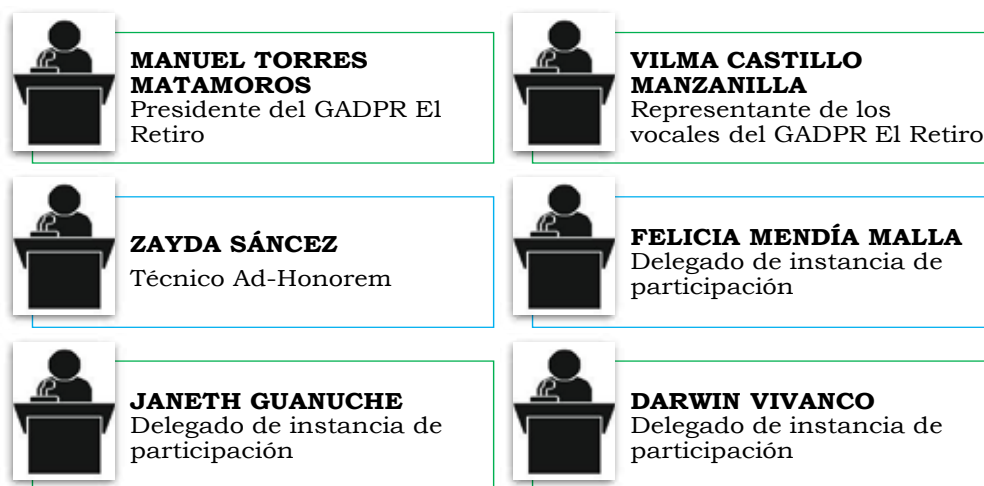 MANUEL TORRES
MATAMOROS
Presidente del GADPR El
Retiro
VILMA CASTILLO
MANZANILLA
Representante de los
vocales del GADPR El Retiro
ZAYDA SÁNCEZ
Técnico Ad-Honorem
FELICIA MENDÍA MALLA
Delegado de instancia de
participación
JANETH GUANUCHE
Delegado de instancia de
participación
DARWIN VIVANCO
Delegado de instancia de
participación